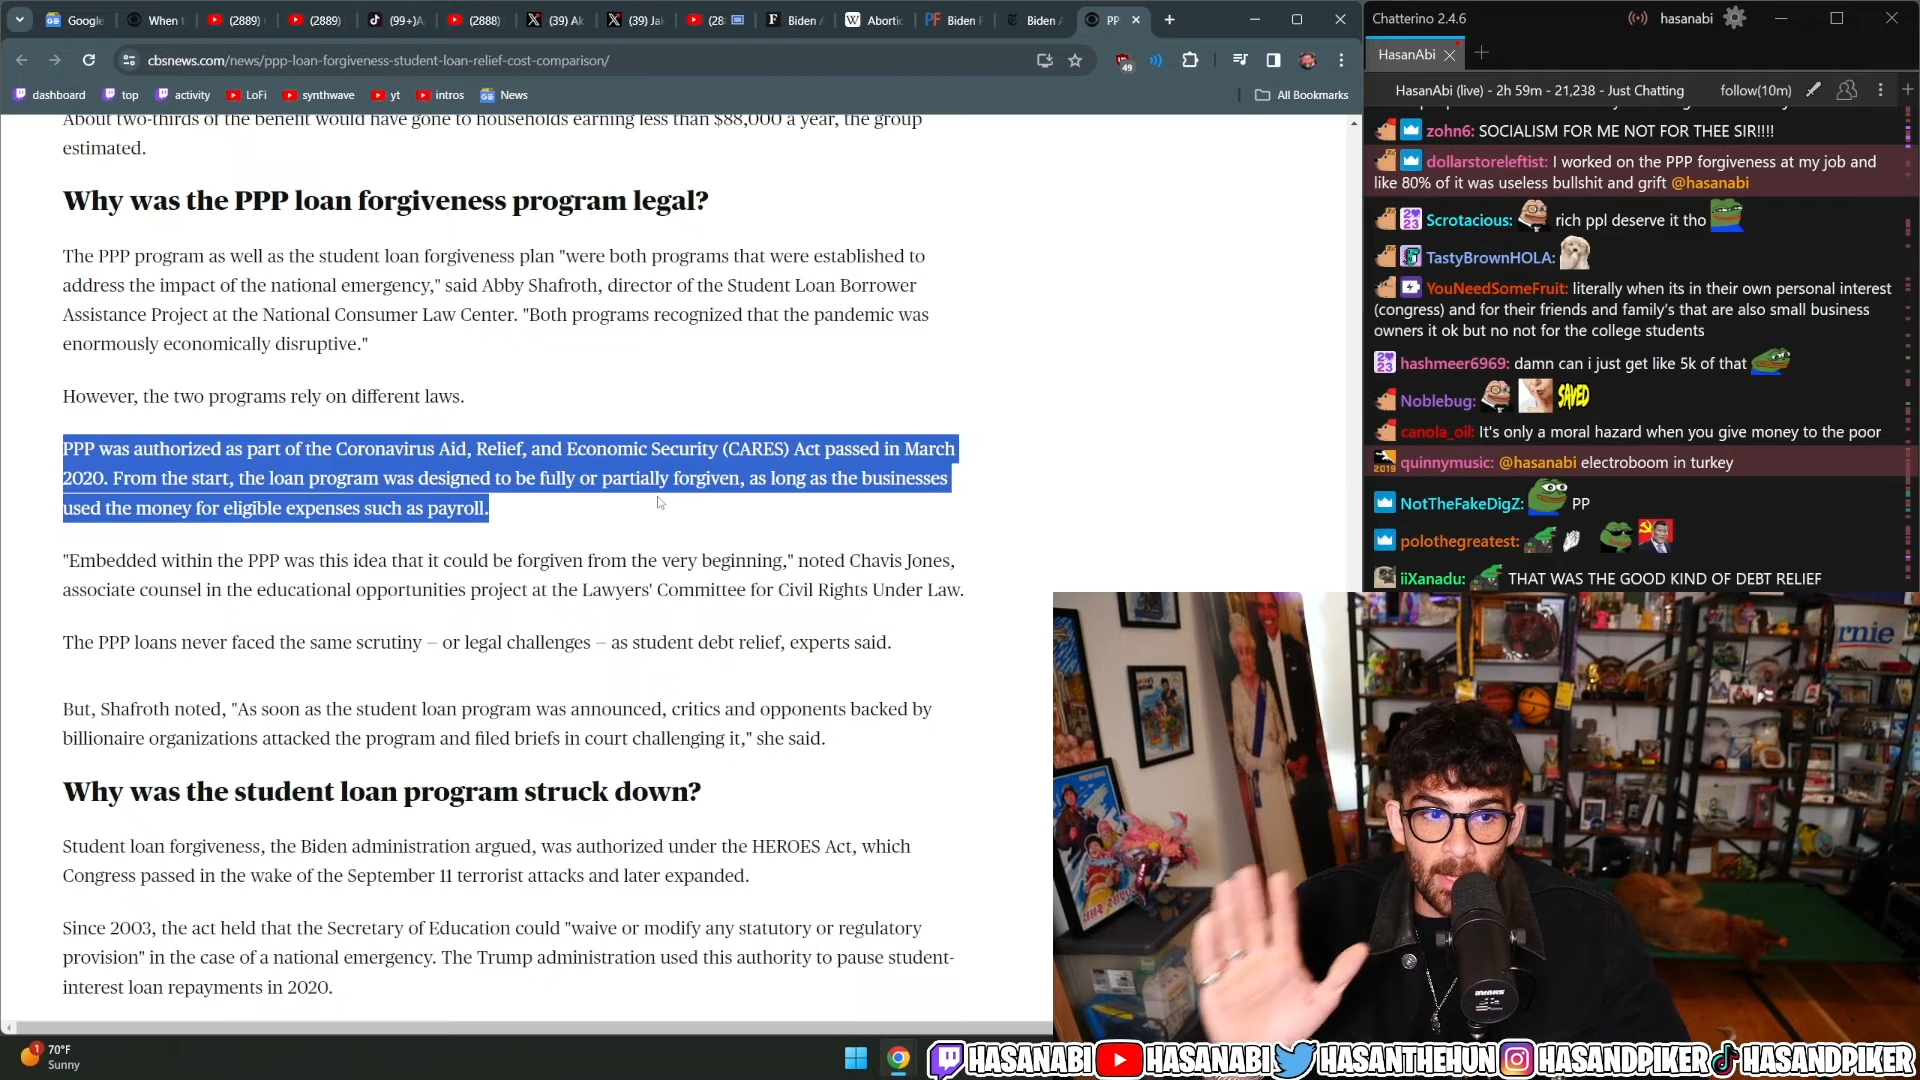 Google
When t
(2889)
(2889)
(99+)
(2888)
(39) Ak
(39) Jak
(28
Biden
Aborti
Biden P
Biden
PP
cbsnews.com/news/ppp-loan-forgiveness-student-loan-relief-cost-comparison/
49
dashboard
top
activity
LoFi
synthwave
yt
intros
News
All Bookmarks
About two-thirds of the benefit would have gone to households earning less than $88,000 a year, the group
estimated.
Why was the PPP loan forgiveness program legal?
The PPP program as well as the student loan forgiveness plan "were both programs that were established to
address the impact of the national emergency," said Abby Shafroth, director of the Student Loan Borrower
Assistance Project at the National Consumer Law Center. "Both programs recognized that the pandemic was
enormously economically disruptive."
However, the two programs rely on different laws.
PPP was authorized as part of the Coronavirus Aid, Relief, and Economic Security (CARES) Act passed in March
2020. From the start, the loan program was designed to be fully or partially forgiven, as long as the businesses
used the money for eligible expenses such as payroll.
"Embedded within the PPP was this idea that it could be forgiven from the very beginning," noted Chavis Jones,
associate counsel in the educational opportunities project at the Lawyers' Committee for Civil Rights Under Law.
The PPP loans never faced the same scrutiny – or legal challenges – as student debt relief, experts said.
But, Shafroth noted, "As soon as the student loan program was announced, critics and opponents backed by
billionaire organizations attacked the program and filed briefs in court challenging it," she said.
Why was the student loan program struck down?
Student loan forgiveness, the Biden administration argued, was authorized under the HEROES Act, which
Congress passed in the wake of the September 11 terrorist attacks and later expanded.
Since 2003, the act held that the Secretary of Education could "waive or modify any statutory or regulatory
provision" in the case of a national emergency. The Trump administration used this authority to pause student-
interest loan repayments in 2020.
Chatterino 2.4.6
hasanabi
HasanAbi
HasanAbi (live) - 2h 59m - 21,238 - Just Chatting
follow(10m)
zohn6: SOCIALISM FOR ME NOT FOR THEE SIR!!!!
dollarstoreleftist: I worked on the PPP forgiveness at my job and
like 80% of it was useless bullshit and grift @hasanabi
Scrotacious: rich ppl deserve it tho
TastyBrownHOLA:
YouNeedSomeFruit: literally when its in their own personal interest
(congress) and for their friends and family's that are also small business
owners it ok but no not for the college students
hashmeer6969: damn can i just get like 5k of that
Noblebug: SAVED
canola_oil: It's only a moral hazard when you give money to the poor
quinnymusic: @hasanabi electroboom in turkey
NotTheFakeDigZ: PP
polothegreatest:
iiXanadu: THAT WAS THE GOOD KIND OF DEBT RELIEF
rnie
1
70°F
Sunny
HASANABI HASANABI HASANTHEHUN HASANDPIKER HASANDPIKER